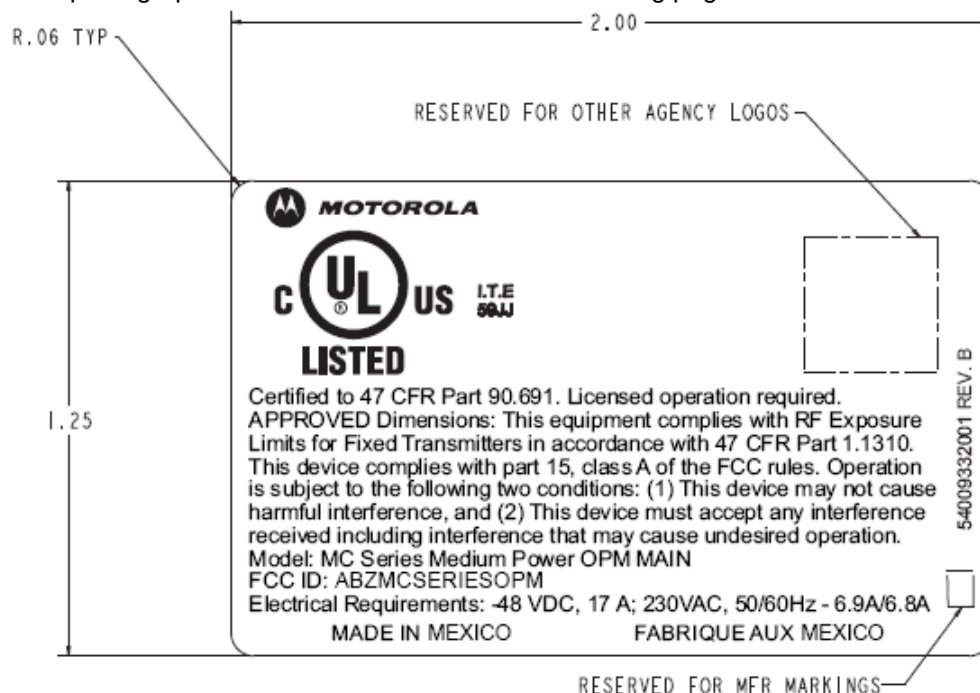 2.00
R.06 TYP
RESERVED FOR OTHER AGENCY LOGOS
1.25
MOTOROLA
C UL US
®
I.T.E
59JJ
LISTED
Certified to 47 CFR Part 90.691. Licensed operation required.
APPROVED Dimensions: This equipment complies with RF Exposure
Limits for Fixed Transmitters in accordance with 47 CFR Part 1.1310.
This device complies with part 15, class A of the FCC rules. Operation
is subject to the following two conditions: (1) This device may not cause
harmful interference, and (2) This device must accept any interference
received including interference that may cause undesired operation.
Model: MC Series Medium Power OPM MAIN
FCC ID: ABZMCSERIESOPM
Electrical Requirements: -48 VDC, 17 A; 230VAC, 50/60Hz - 6.9A/6.8A
MADE IN MEXICO FABRIQUE AUX MEXICO
54009332001 REV. B
RESERVED FOR MFR MARKINGS